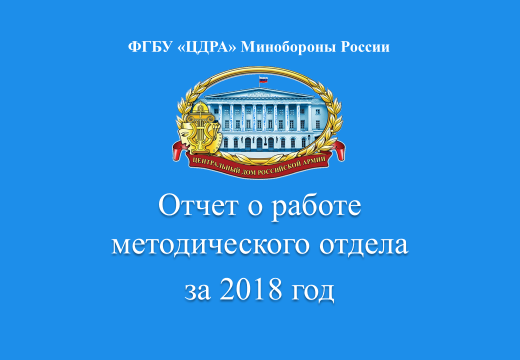 ФГБУ «ЦДРА» Минобороны России
ЦЕНТРАЛЬНЫЙ ДОМ РОССИЙСКОЙ АРМИИ
Отчет о работе
методического отдела
за 2018 год